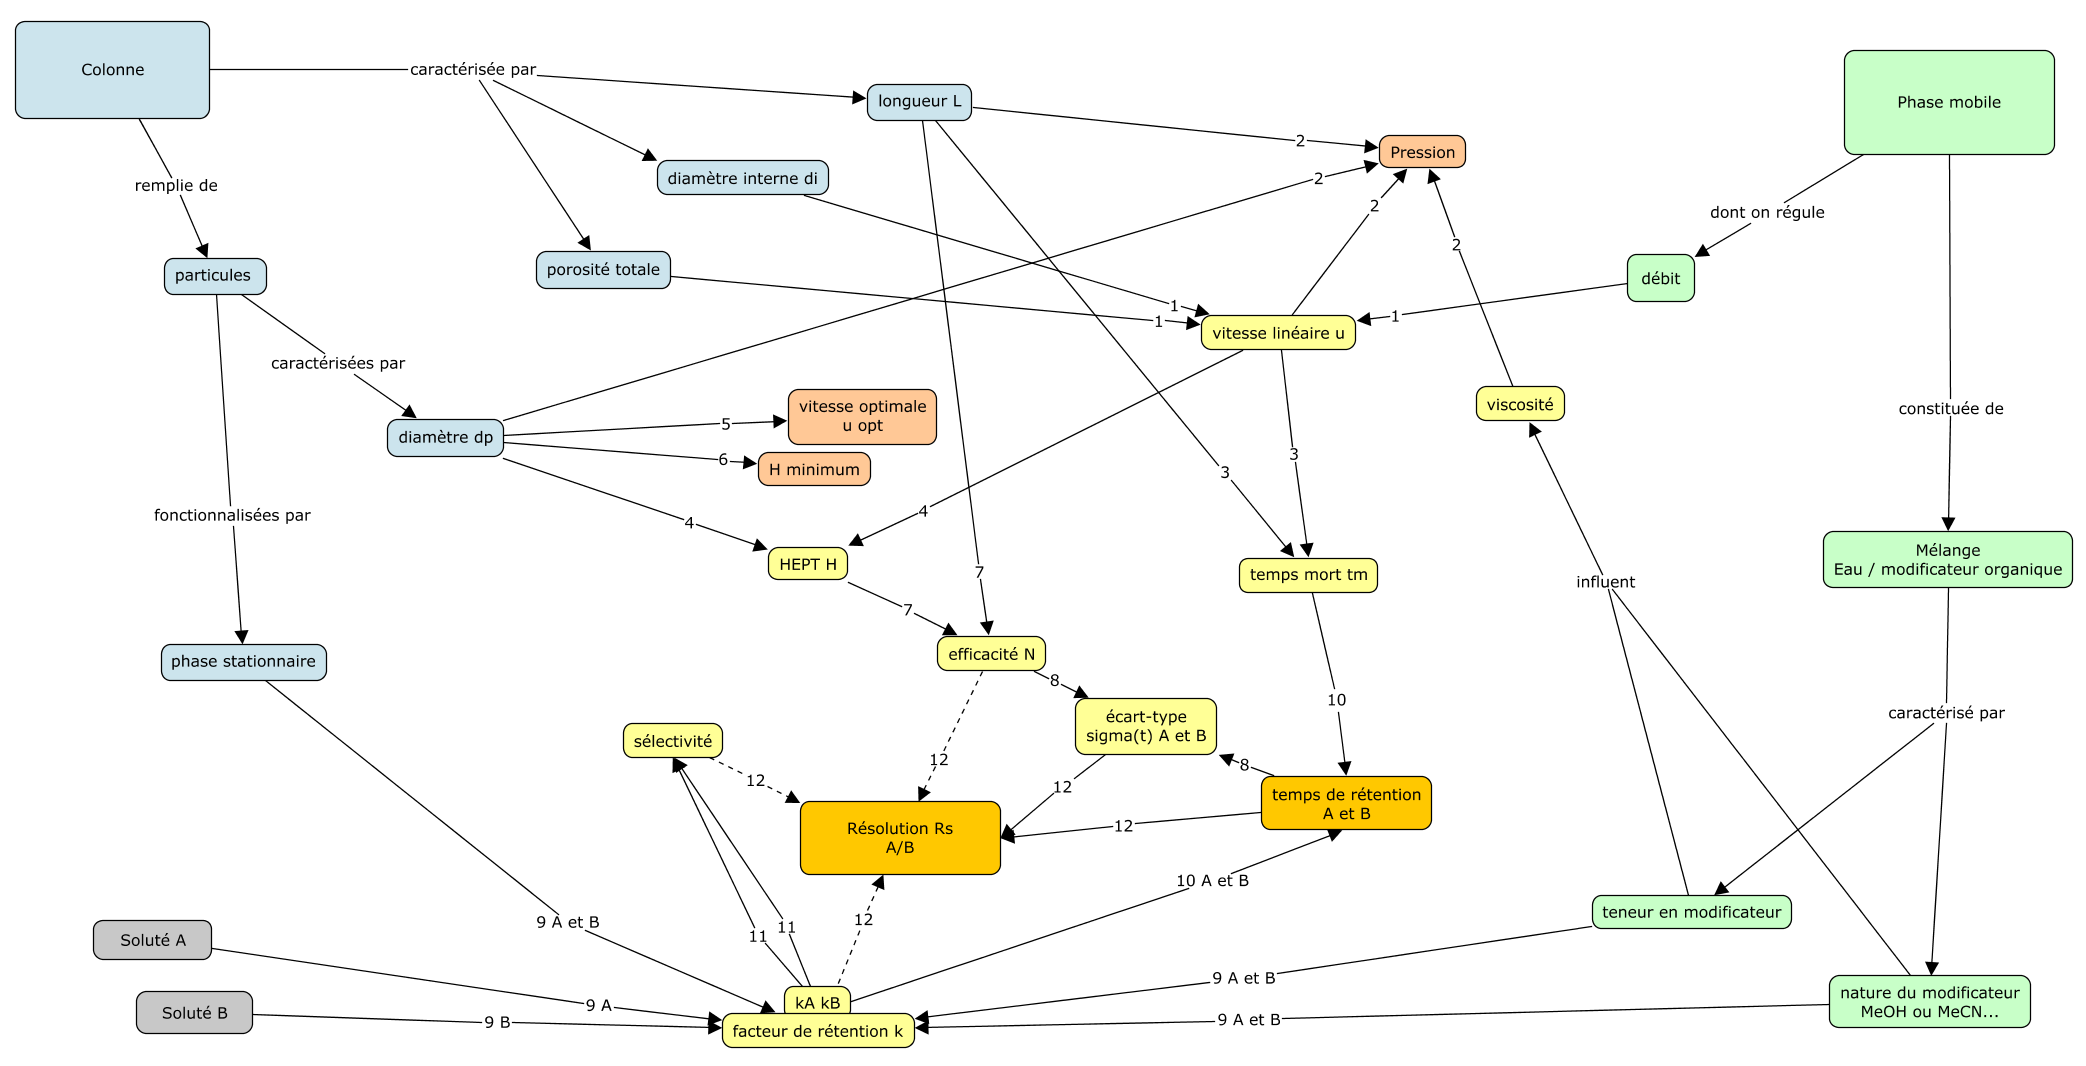 Colonne
caractérisée par
longueur L
Phase mobile
2
Pression
diamètre interne di
2
remplie de
2
dont on régule
2
particules
porosité totale
débit
1
1
1
vitesse linéaire u
caractérisées par
viscosité
constituée de
vitesse optimale
u opt
5
diamètre dp
6
H minimum
3
3
4
4
fonctionnalisées par
HEPT H
7
temps mort tm
influent
Mélange
Eau / modificateur organique
7
phase stationnaire
efficacité N
8
10
caractérisé par
écart-type
sigma(t) A et B
sélectivité
12
12
8
12
12
temps de rétention
A et B
Résolution Rs
A/B
10 A et B
9 A et B
12
11
11
teneur en modificateur
Soluté A
9 A et B
9 A
kA kB
nature du modificateur
MeOH ou MeCN...
Soluté B
9 B
9 A et B
facteur de rétention k